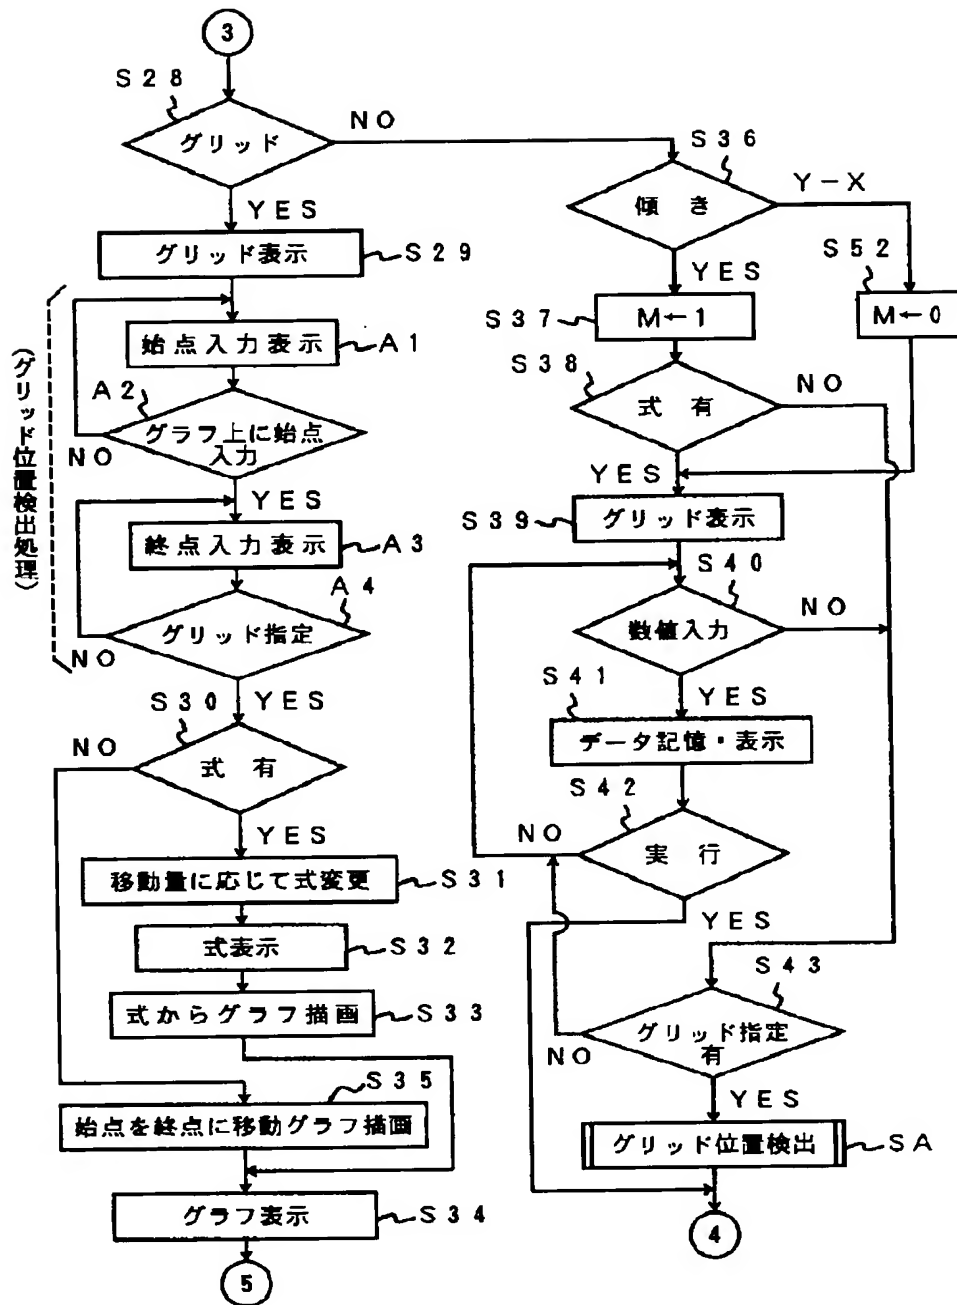 3
S28
グリッド
NO
YES
グリッド表示
S29
(グリッド位置検出処理)
始点入力表示
A1
A2
グラフ上に始点
入力
NO
YES
終点入力表示
A3
A4
グリッド指定
NO
YES
S30
NO
式 有
YES
移動量に応じて式変更
S31
式表示
S32
式からグラフ描画
S33
S35
始点を終点に移動グラフ描画
グラフ表示
S34
5
S36
傾 き
Y-X
YES
S52
S37
M←1
M←0
S38
式 有
NO
YES
S39
グリッド表示
S40
数値入力
NO
YES
S41
データ記憶・表示
S42
NO
実 行
YES
S43
グリッド指定
有
NO
YES
グリッド位置検出
SA
4